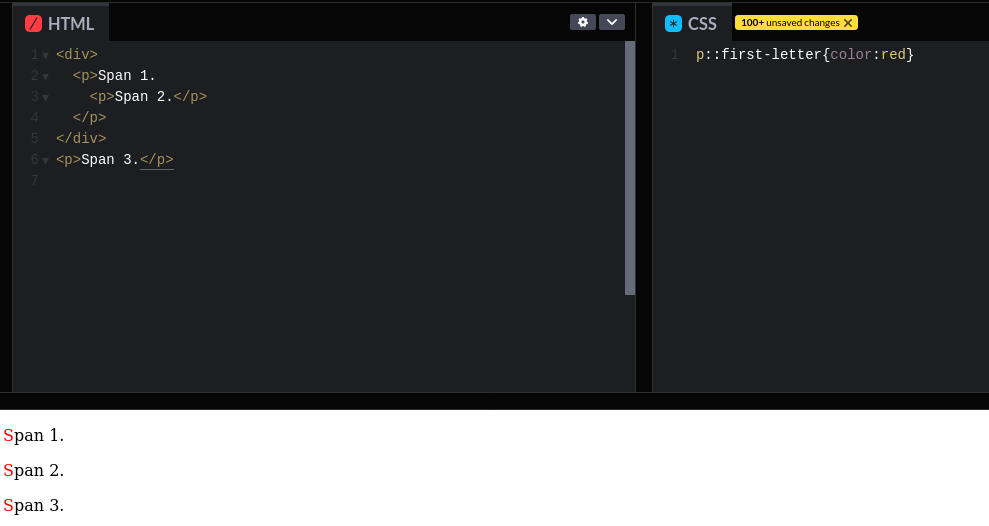 HTML
1 <div>
2 <p>Span 1.
3 <p>Span 2.</p>
4 </p>
5 </div>
6 <p>Span 3.</p>
7
CSS
100+ unsaved changes
1 p::first-letter{color:red}
Span 1.
Span 2.
Span 3.